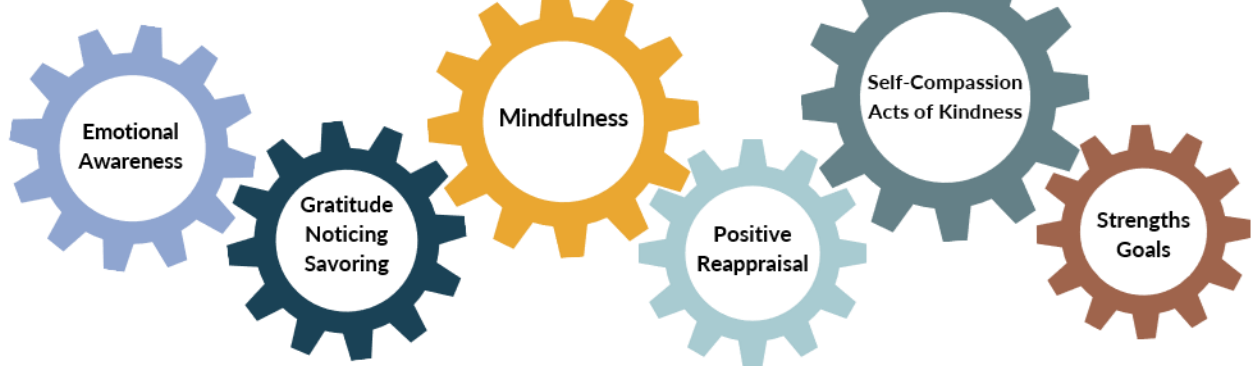 Emotional
Awareness
Gratitude
Noticing
Savoring
Mindfulness
Positive
Reappraisal
Self-Compassion
Acts of Kindness
Strengths
Goals